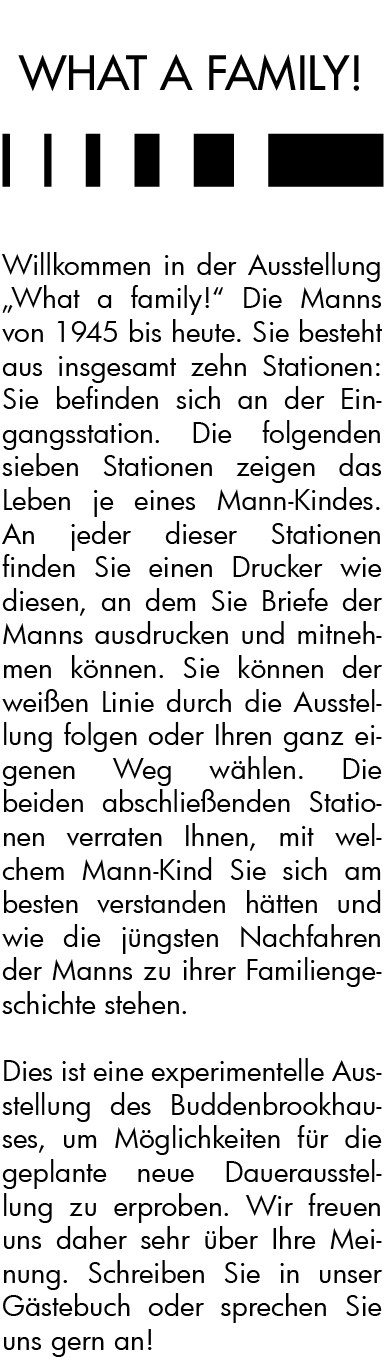 WHAT A FAMILY!
Willkommen in der Ausstellung
„What a family!“ Die Manns
von 1945 bis heute. Sie besteht
aus insgesamt zehn Stationen:
Sie befinden sich an der Ein-
gangsstation. Die folgenden
sieben Stationen zeigen das
Leben je eines Mann-Kindes.
An jeder dieser Stationen
finden Sie einen Drucker wie
diesen, an dem Sie Briefe der
Manns ausdrucken und mitneh-
men können. Sie können der
weißen Linie durch die Ausstel-
lung folgen oder Ihren ganz ei-
genen Weg wählen. Die
beiden abschließenden Statio-
nen verraten Ihnen, mit wel-
chem Mann-Kind Sie sich am
besten verstanden hätten und
wie die jüngsten Nachfahren
der Manns zu ihrer Familienge-
schichte stehen.
Dies ist eine experimentelle Aus-
stellung des Buddenbrookhau-
ses, um Möglichkeiten für die
geplante neue Dauerausstel-
lung zu erproben. Wir freuen
uns daher sehr über Ihre Mei-
nung. Schreiben Sie in unser
Gästebuch oder sprechen Sie
uns gern an!